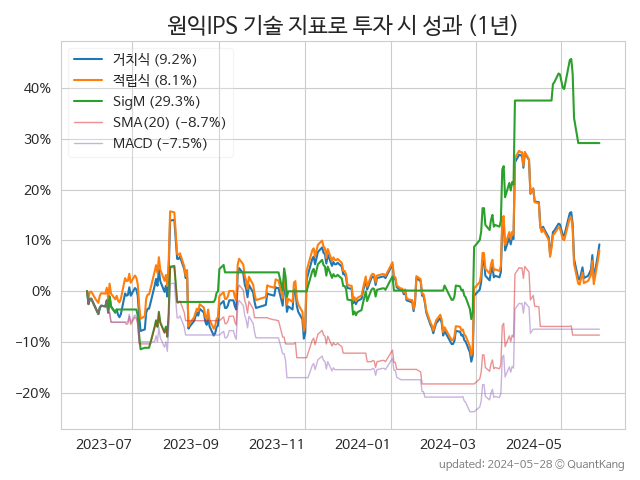 원익IPS 기술 지표로 투자 시 성과 (1년)
거치식 (9.2%)
적립식 (8.1%)
SigM (29.3%)
SMA(20) (−8.7%)
MACD (−7.5%)
40%
30%
20%
10%
0%
−10%
−20%
2023-07 2023-09 2023-11 2024-01 2024-03 2024-05
updated: 2024-05-28 © QuantKang